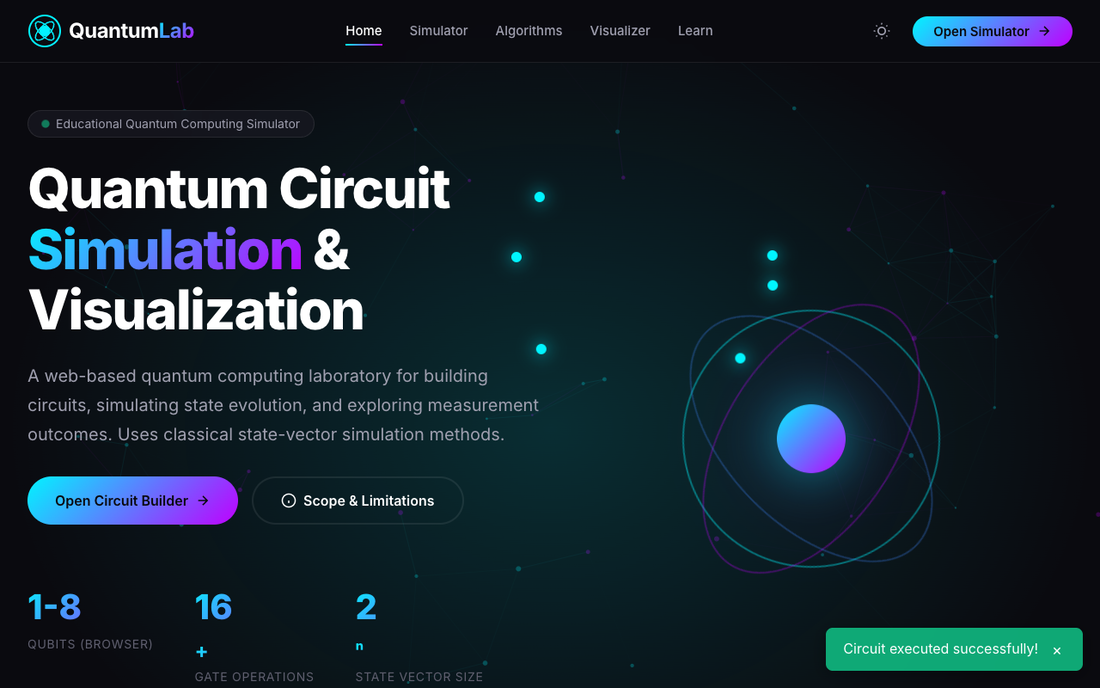 QuantumLab
Home
Simulator
Algorithms
Visualizer
Learn
Open Simulator
Educational Quantum Computing Simulator
Quantum Circuit
Simulation &
Visualization
A web-based quantum computing laboratory for building
circuits, simulating state evolution, and exploring measurement
outcomes. Uses classical state-vector simulation methods.
Open Circuit Builder
Scope & Limitations
1-8
QUBITS (BROWSER)
16
+
GATE OPERATIONS
2
n
STATE VECTOR SIZE
Circuit executed successfully!